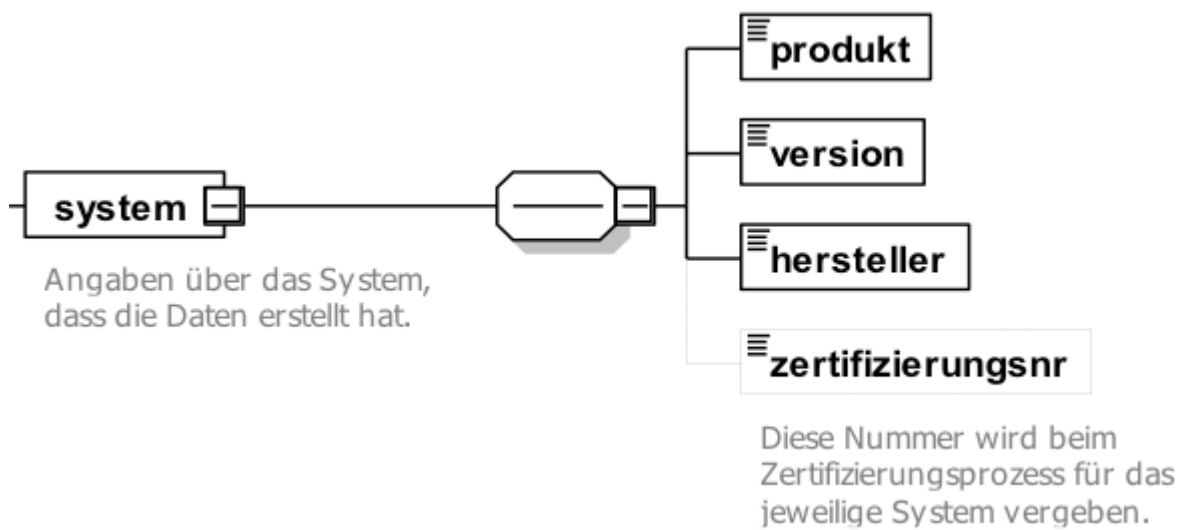 produkt
version
system
Angaben über das System,
dass die Daten erstellt hat.
hersteller
zertifizierungsnr
Diese Nummer wird beim
Zertifizierungsprozess für das
jeweilige System vergeben.